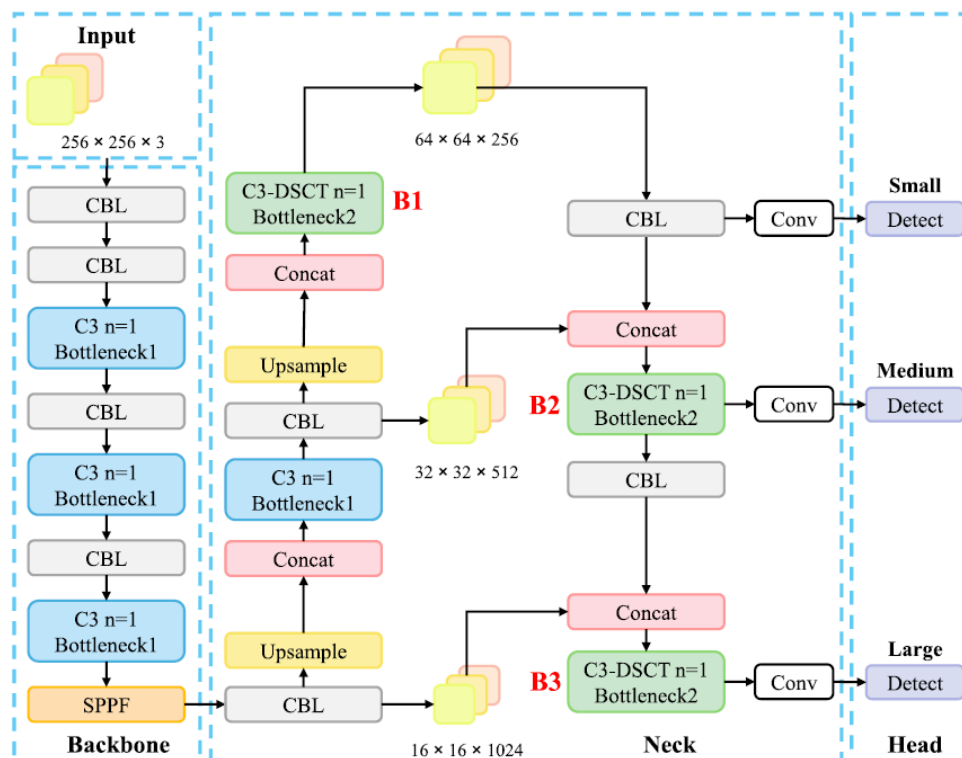 Input
256 × 256 × 3
CBL
CBL
C3 n=1
Bottleneck1
CBL
C3 n=1
Bottleneck1
CBL
C3 n=1
Bottleneck1
SPPF
Backbone
64 × 64 × 256
C3-DSCT n=1
Bottleneck2
B1
Concat
Upsample
CBL
32 × 32 × 512
C3 n=1
Bottleneck1
Concat
Upsample
CBL
16 × 16 × 1024
CBL
Conv
Concat
B2
C3-DSCT n=1
Bottleneck2
Conv
CBL
Concat
B3
C3-DSCT n=1
Bottleneck2
Conv
Neck
Small
Detect
Medium
Detect
Large
Detect
Head